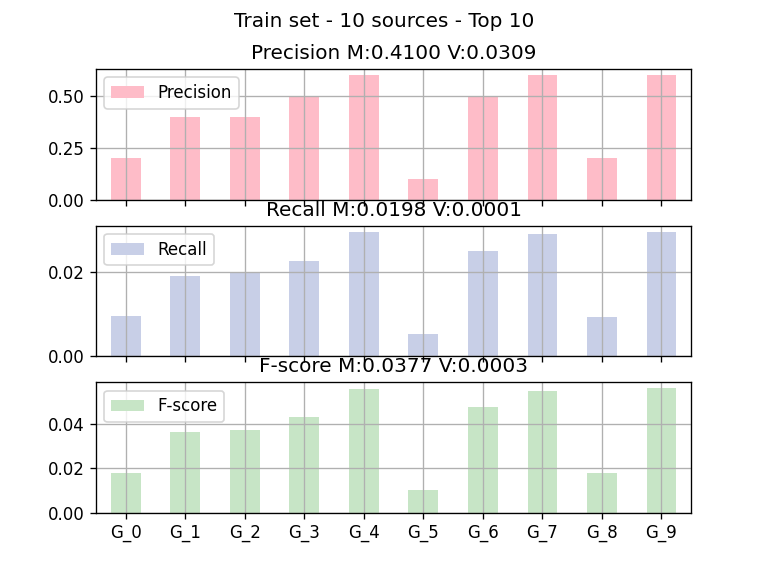 Train set - 10 sources - Top 10
Precision M:0.4100 V:0.0309
Precision
0.50
0.25
0.00
Recall M:0.0198 V:0.0001
Recall
0.02
0.00
F-score M:0.0377 V:0.0003
F-score
0.04
0.02
0.00
G_0 G_1 G_2 G_3 G_4 G_5 G_6 G_7 G_8 G_9